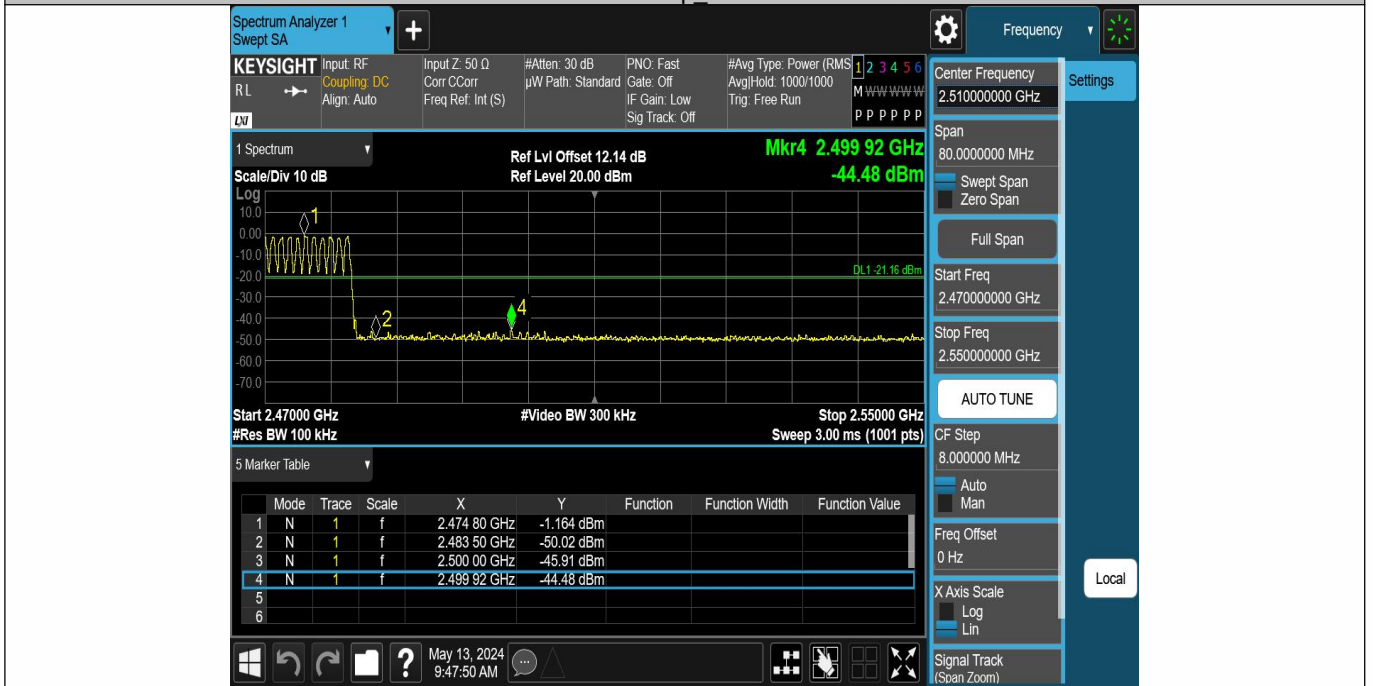 Spectrum Analyzer 1
Swept SA
+
Frequency
KEYSIGHT
RL
LXI
Input: RF
Coupling: DC
Align: Auto
Input Z: 50 Ω
Corr CCorr
Freq Ref: Int (S)
#Atten: 30 dB
µW Path: Standard
PNO: Fast
Gate: Off
IF Gain: Low
Sig Track: Off
#Avg Type: Power (RMS
Avg|Hold: 1000/1000
Trig: Free Run
1 2 3 4 5 6
M W W W W W
P P P P P P
1 Spectrum
Scale/Div 10 dB
Ref Lvl Offset 12.14 dB
Ref Level 20.00 dBm
Mkr4 2.499 92 GHz
-44.48 dBm
Log
10.0
0.00
-10.0
-20.0
-30.0
-40.0
-50.0
-60.0
-70.0
1
2
4
DL1 -21.16 dBm
Start 2.47000 GHz
#Video BW 300 kHz
Stop 2.55000 GHz
#Res BW 100 kHz
Sweep 3.00 ms (1001 pts)
5 Marker Table
Mode Trace Scale X Y Function Function Width Function Value
1 N 1 f 2.474 80 GHz -1.164 dBm
2 N 1 f 2.483 50 GHz -50.02 dBm
3 N 1 f 2.500 00 GHz -45.91 dBm
4 N 1 f 2.499 92 GHz -44.48 dBm
5
6
?
May 13, 2024
9:47:50 AM
Center Frequency
2.510000000 GHz
Settings
Span
80.0000000 MHz
Swept Span
Zero Span
Full Span
Start Freq
2.470000000 GHz
Stop Freq
2.550000000 GHz
AUTO TUNE
CF Step
8.000000 MHz
Auto
Man
Freq Offset
0 Hz
Local
X Axis Scale
Log
Lin
Signal Track
(Span Zoom)